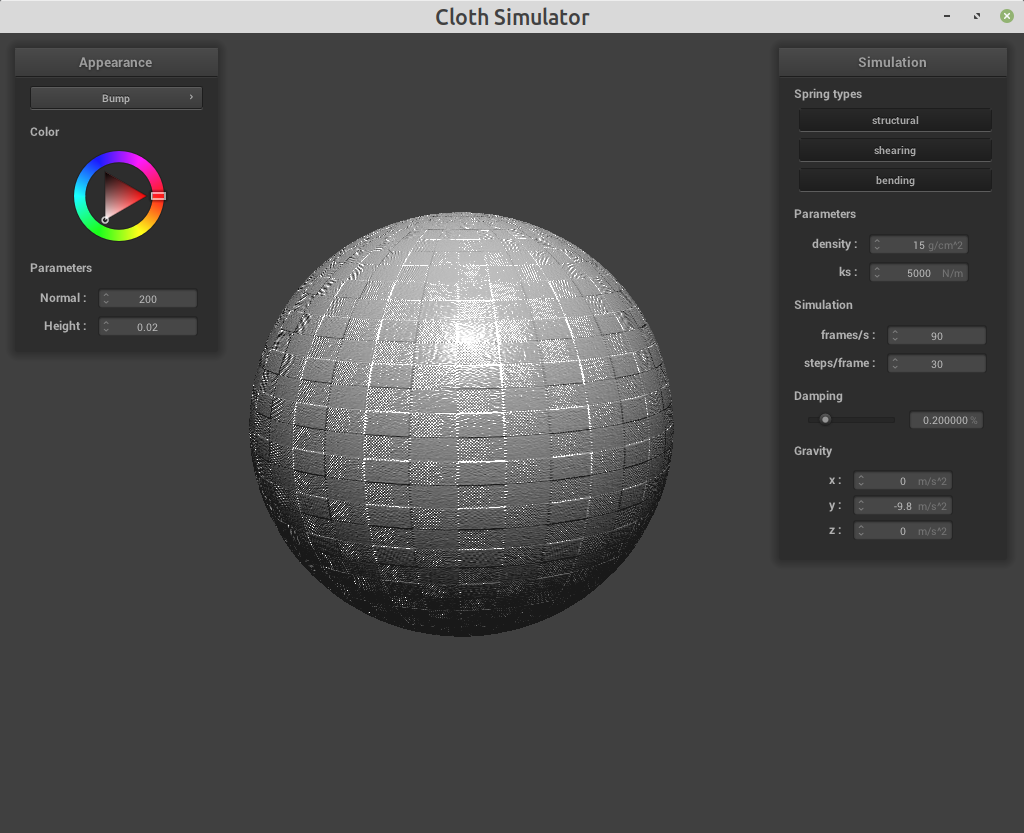 Cloth Simulator
Appearance
Bump
Color
Parameters
Normal : 200
Height : 0.02
Simulation
Spring types
structural
shearing
bending
Parameters
density : 15 g/cm^2
ks : 5000 N/m
Simulation
frames/s : 90
steps/frame : 30
Damping
0.200000 %
Gravity
x : 0 m/s^2
y : -9.8 m/s^2
z : 0 m/s^2